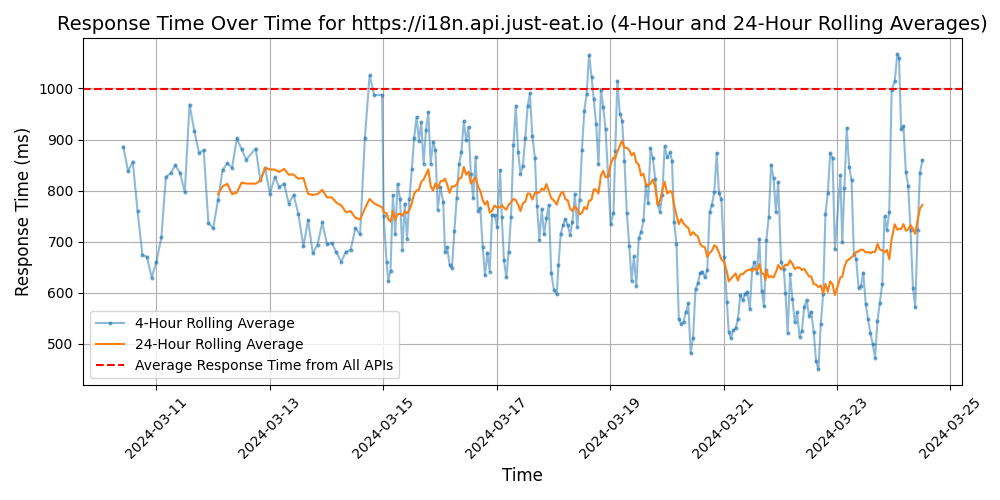 Response Time Over Time for https://i18n.api.just-eat.io (4-Hour and 24-Hour Rolling Averages)
Response Time (ms)
1000
900
800
700
600
500
4-Hour Rolling Average
24-Hour Rolling Average
Average Response Time from All APIs
2024-03-11
2024-03-13
2024-03-15
2024-03-17
2024-03-19
2024-03-21
2024-03-23
2024-03-25
Time